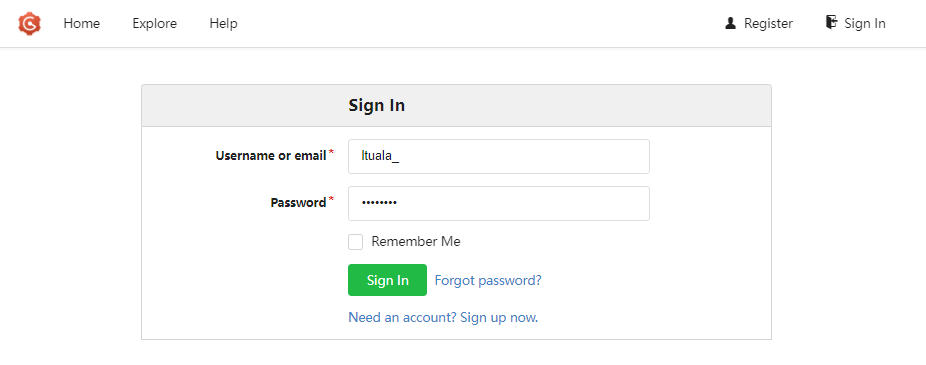 Home Explore Help Register Sign In
Sign In
Username or email* ltuala_
Password* ••••••••
Remember Me
Sign In Forgot password?
Need an account? Sign up now.